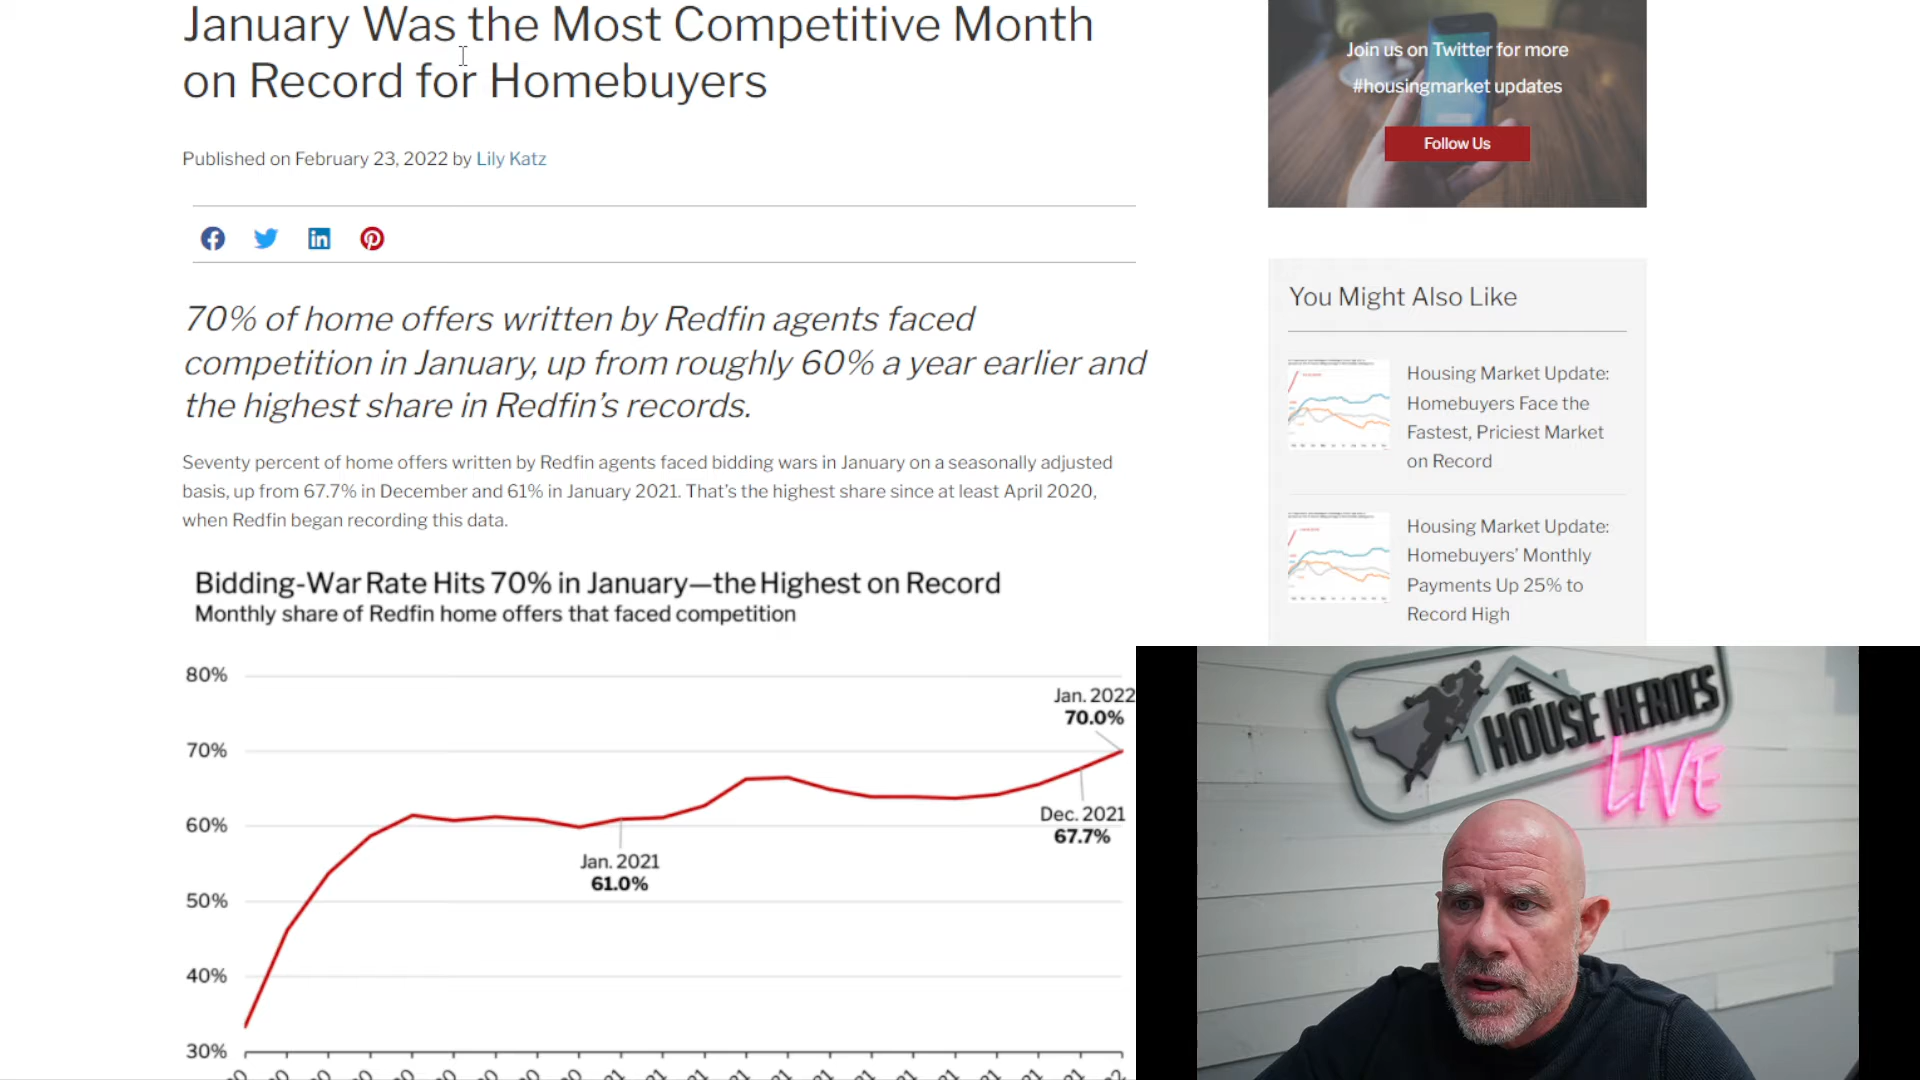 January Was the Most Competitive Month
on Record for Homebuyers
Published on February 23, 2022 by Lily Katz
70% of home offers written by Redfin agents faced
competition in January, up from roughly 60% a year earlier and
the highest share in Redfin’s records.
Seventy percent of home offers written by Redfin agents faced bidding wars in January on a seasonally adjusted
basis, up from 67.7% in December and 61% in January 2021. That’s the highest share since at least April 2020,
when Redfin began recording this data.
Bidding-War Rate Hits 70% in January—the Highest on Record
Monthly share of Redfin home offers that faced competition
80%
70%
60%
50%
40%
30%
Jan. 2022
70.0%
Dec. 2021
67.7%
Jan. 2021
61.0%
Join us on Twitter for more
#housingmarket updates
Follow Us
You Might Also Like
Housing Market Update:
Homebuyers Face the
Fastest, Priciest Market
on Record
Housing Market Update:
Homebuyers’ Monthly
Payments Up 25% to
Record High
THE
HOUSE HEROES
LIVE